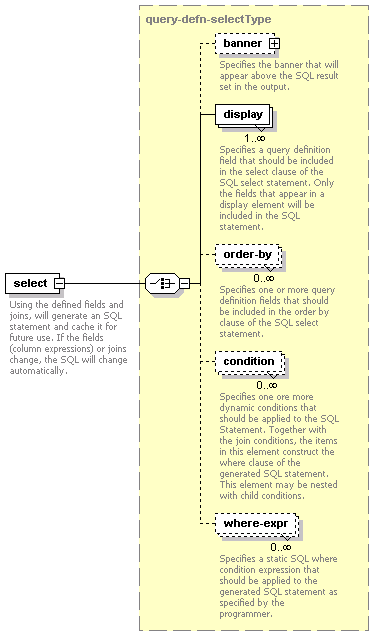 query-defn-selectType
banner
Specifies the banner that will
appear above the SQL result
set in the output.
display
1..∞
Specifies a query definition
field that should be included
in the select clause of the
SQL select statement. Only
the fields that appear in a
display element will be
included in the SQL
statement.
order-by
0..∞
Specifies one or more query
definition fields that should
be included in the order by
clause of the SQL select
statement.
select
Using the defined fields and
joins, will generate an SQL
statement and cache it for
future use. If the fields
(column expressions) or joins
change, the SQL will change
automatically.
condition
0..∞
Specifies one ore more
dynamic conditions that
should be applied to the SQL
Statement. Together with
the join conditions, the items
in this element construct the
where clause of the
generated SQL statement.
This element may be nested
with child conditions.
where-expr
0..∞
Specifies a static SQL where
condition expression that
should be applied to the
generated SQL statement as
specified by the
programmer.